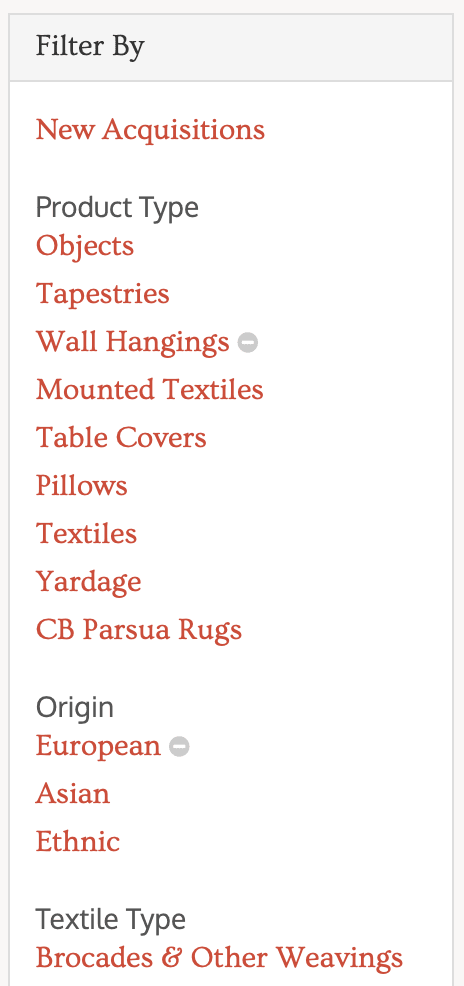 Filter By
New Acquisitions
Product Type
Objects
Tapestries
Wall Hangings
Mounted Textiles
Table Covers
Pillows
Textiles
Yardage
CB Parsua Rugs
Origin
European
Asian
Ethnic
Textile Type
Brocades & Other Weavings